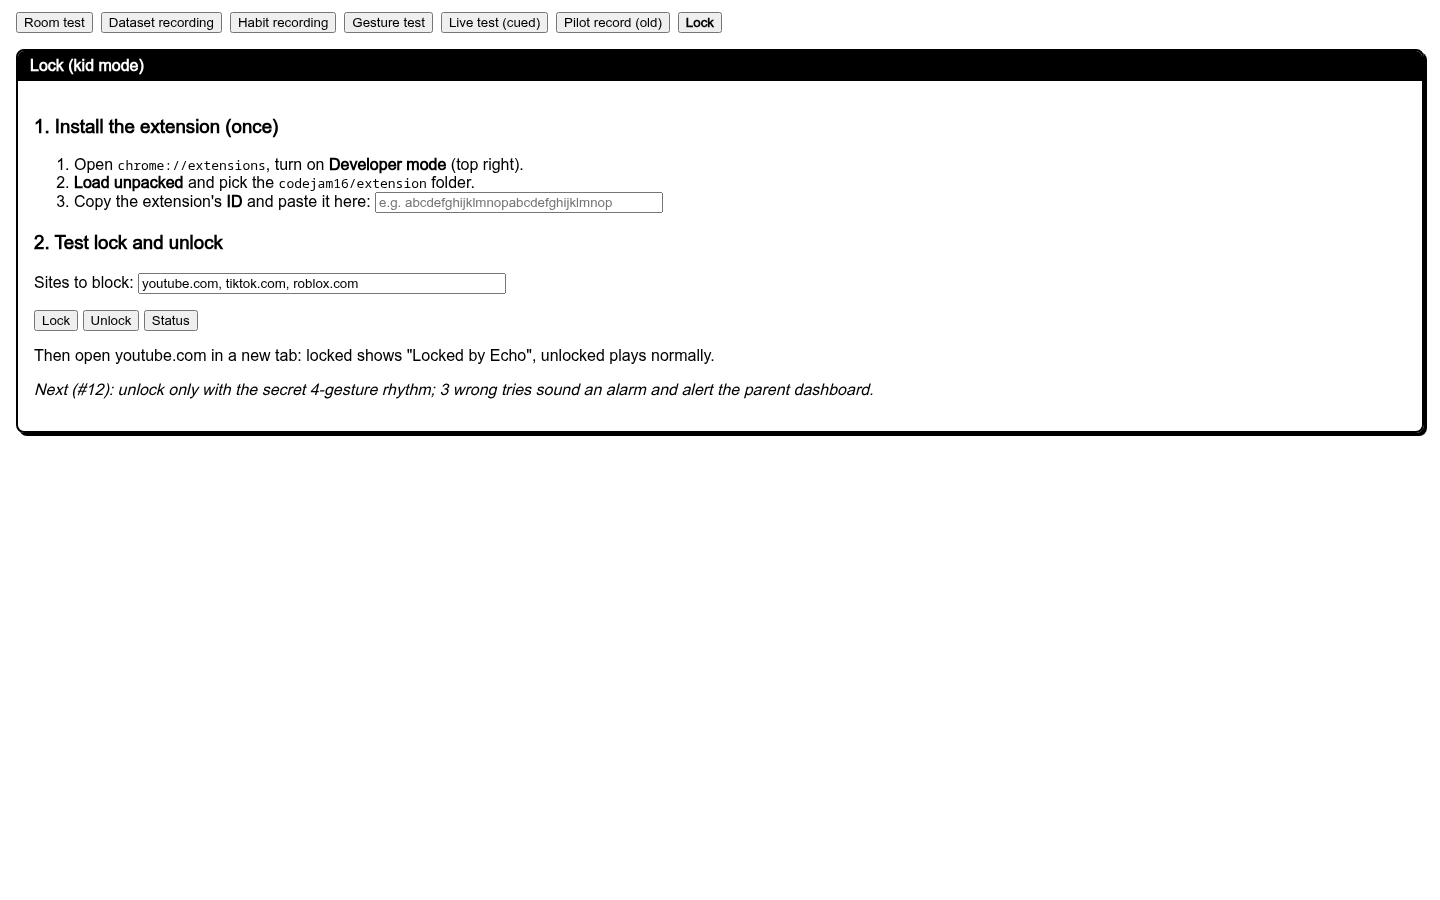 Room test Dataset recording Habit recording Gesture test Live test (cued) Pilot record (old) Lock
Lock (kid mode)
1. Install the extension (once)
1. Open chrome://extensions, turn on Developer mode (top right).
2. Load unpacked and pick the codejam16/extension folder.
3. Copy the extension's ID and paste it here: e.g. abcdefghijklmnopabcdefghijklmnop
2. Test lock and unlock
Sites to block: youtube.com, tiktok.com, roblox.com
Lock Unlock Status
Then open youtube.com in a new tab: locked shows "Locked by Echo", unlocked plays normally.
Next (#12): unlock only with the secret 4-gesture rhythm; 3 wrong tries sound an alarm and alert the parent dashboard.